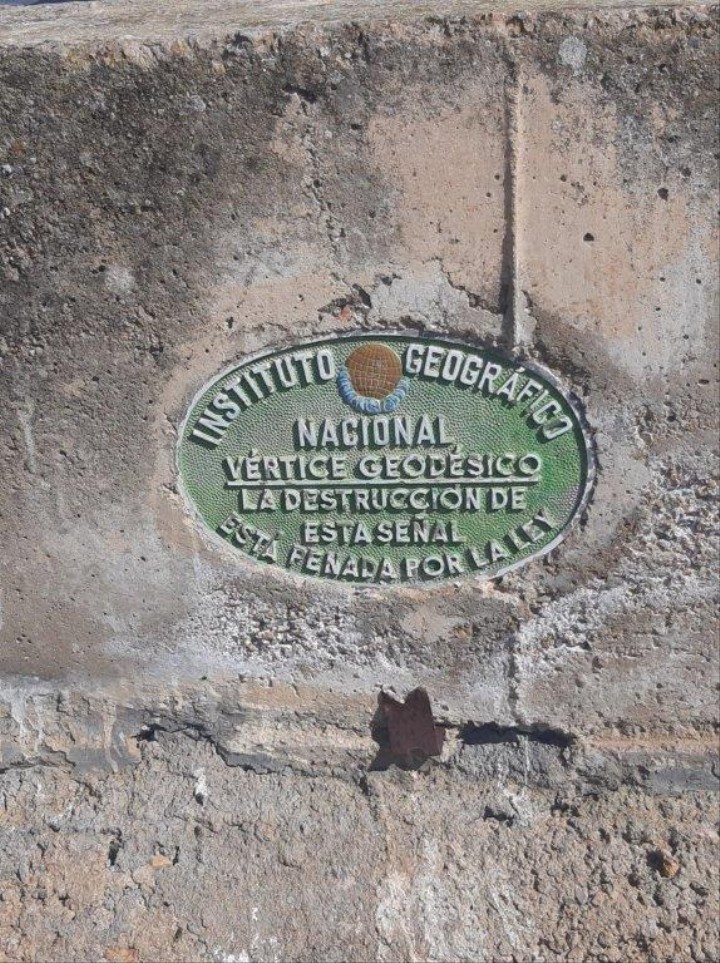 INSTITUTO GEOGRÁFICO
NACIONAL
VÉRTICE GEODÉSICO
LA DESTRUCCIÓN DE
ESTA SEÑAL
ESTÁ PENADA POR LA LEY